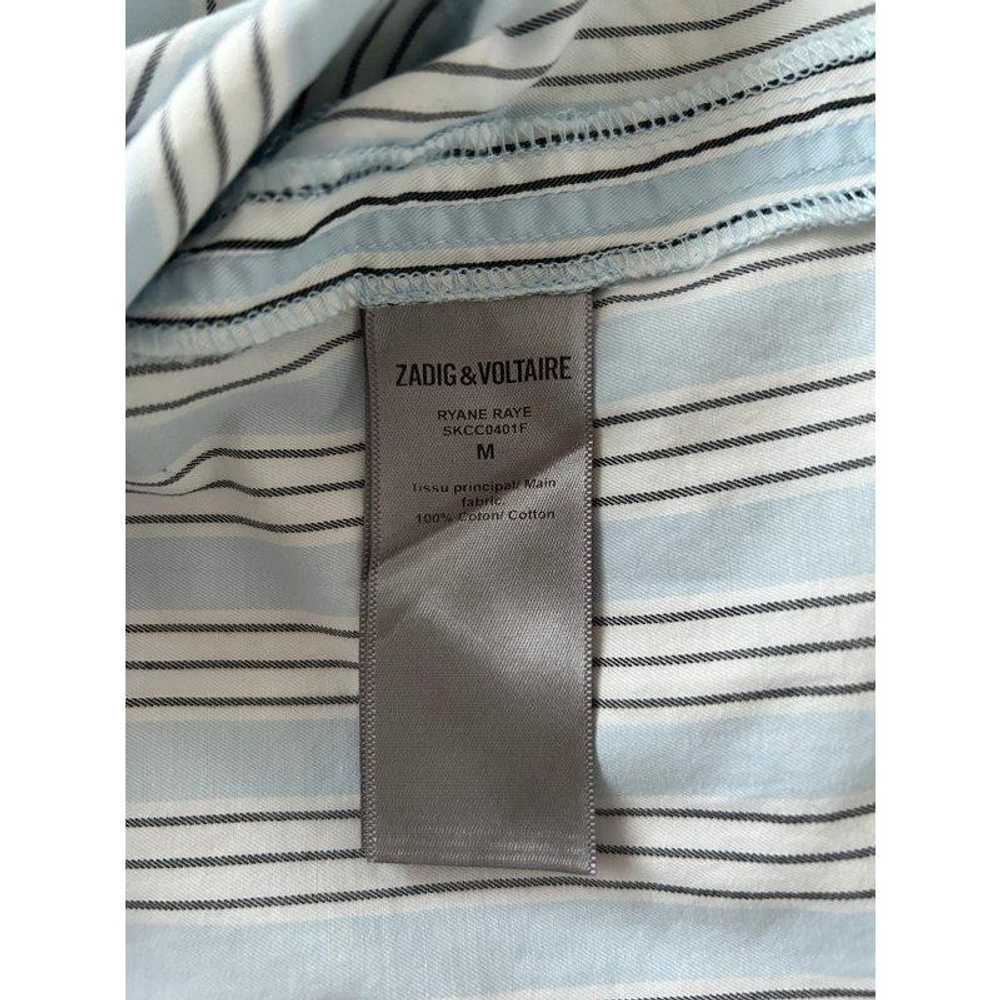 ZADIG & VOLTAIRE
RYANE RAYE
SKCC0401F
M
Tissu principal/ Main
fabric:
100% Coton/ Cotton